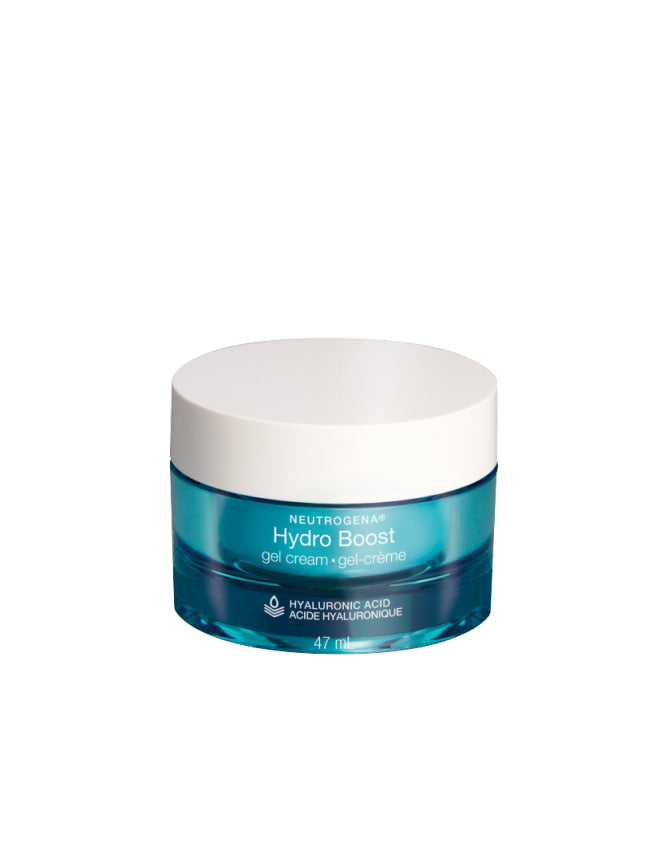 NEUTROGENA®
Hydro Boost
gel cream • gel-crème
HYALURONIC ACID
ACIDE HYALURONIQUE
47 mL